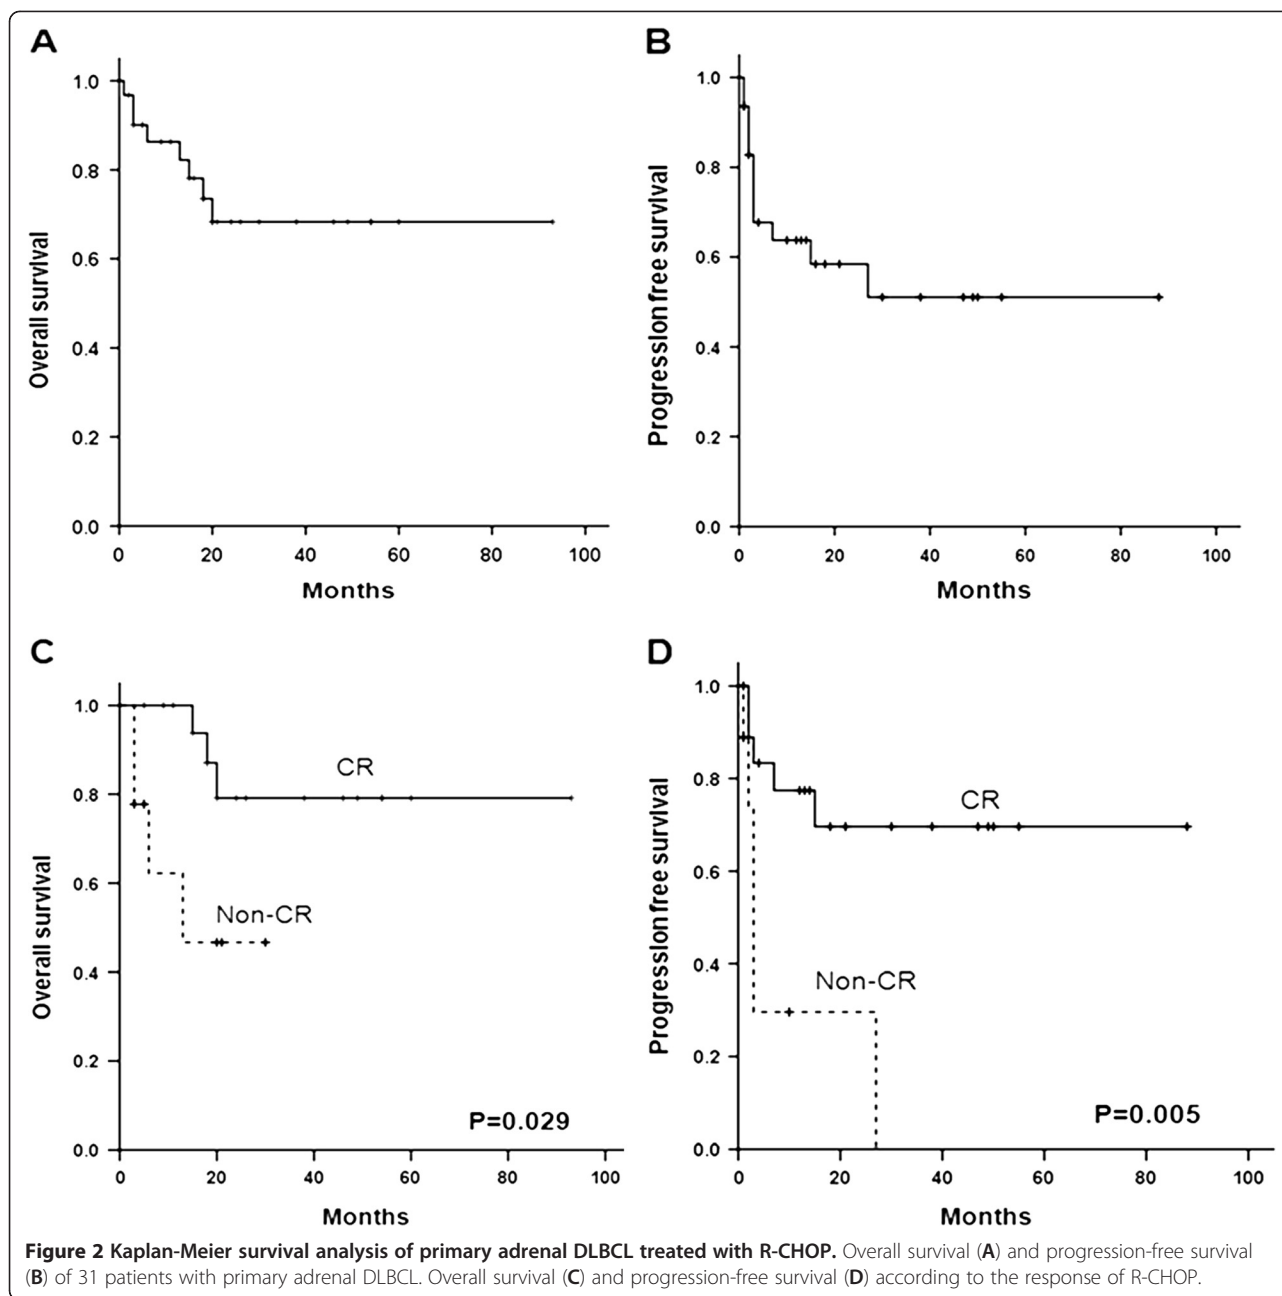 A
Overall survival
1.0
0.8
0.6
0.4
0.2
0.0
0 20 40 60 80 100
Months
B
Progression free survival
1.0
0.8
0.6
0.4
0.2
0.0
0 20 40 60 80 100
Months
C
Overall survival
1.0
0.8
0.6
0.4
0.2
0.0
CR
Non-CR
P=0.029
0 20 40 60 80 100
Months
D
Progression free survival
1.0
0.8
0.6
0.4
0.2
0.0
CR
Non-CR
P=0.005
0 20 40 60 80 100
Months
Figure 2 Kaplan-Meier survival analysis of primary adrenal DLBCL treated with R-CHOP. Overall survival (A) and progression-free survival
(B) of 31 patients with primary adrenal DLBCL. Overall survival (C) and progression-free survival (D) according to the response of R-CHOP.